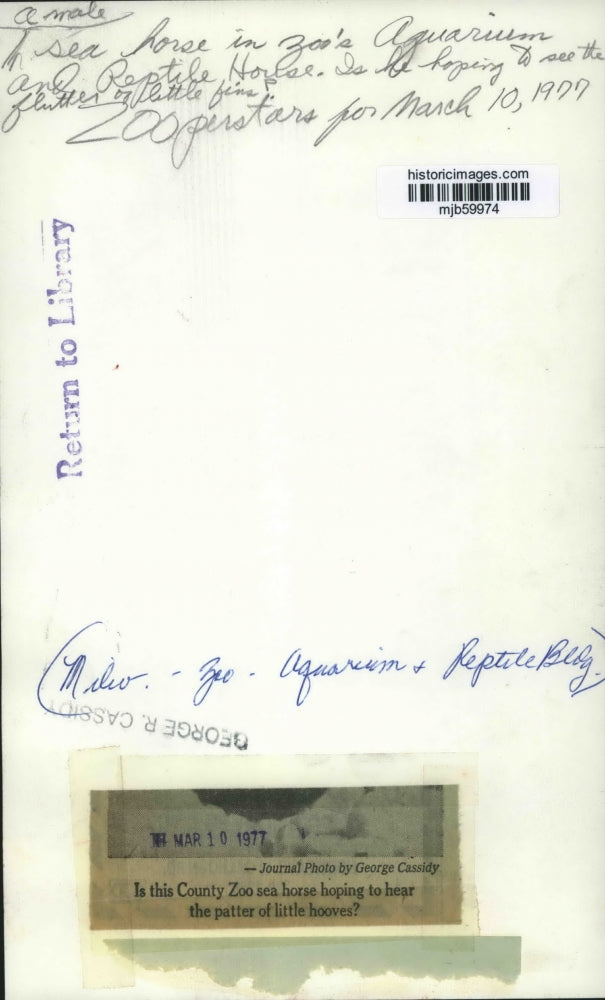 a male
A sea horse in zoo's Aquarium
and Reptile House. Is he hoping to see the
flutter of little fins?
ZOOperstars for March 10, 1977
historicimages.com
mjb59974
Return to Library
(Milw. - Zoo - Aquarium + Reptile Bldg.)
GEORGE R. CASSIDY
MAR 10 1977
— Journal Photo by George Cassidy
Is this County Zoo sea horse hoping to hear
the patter of little hooves?